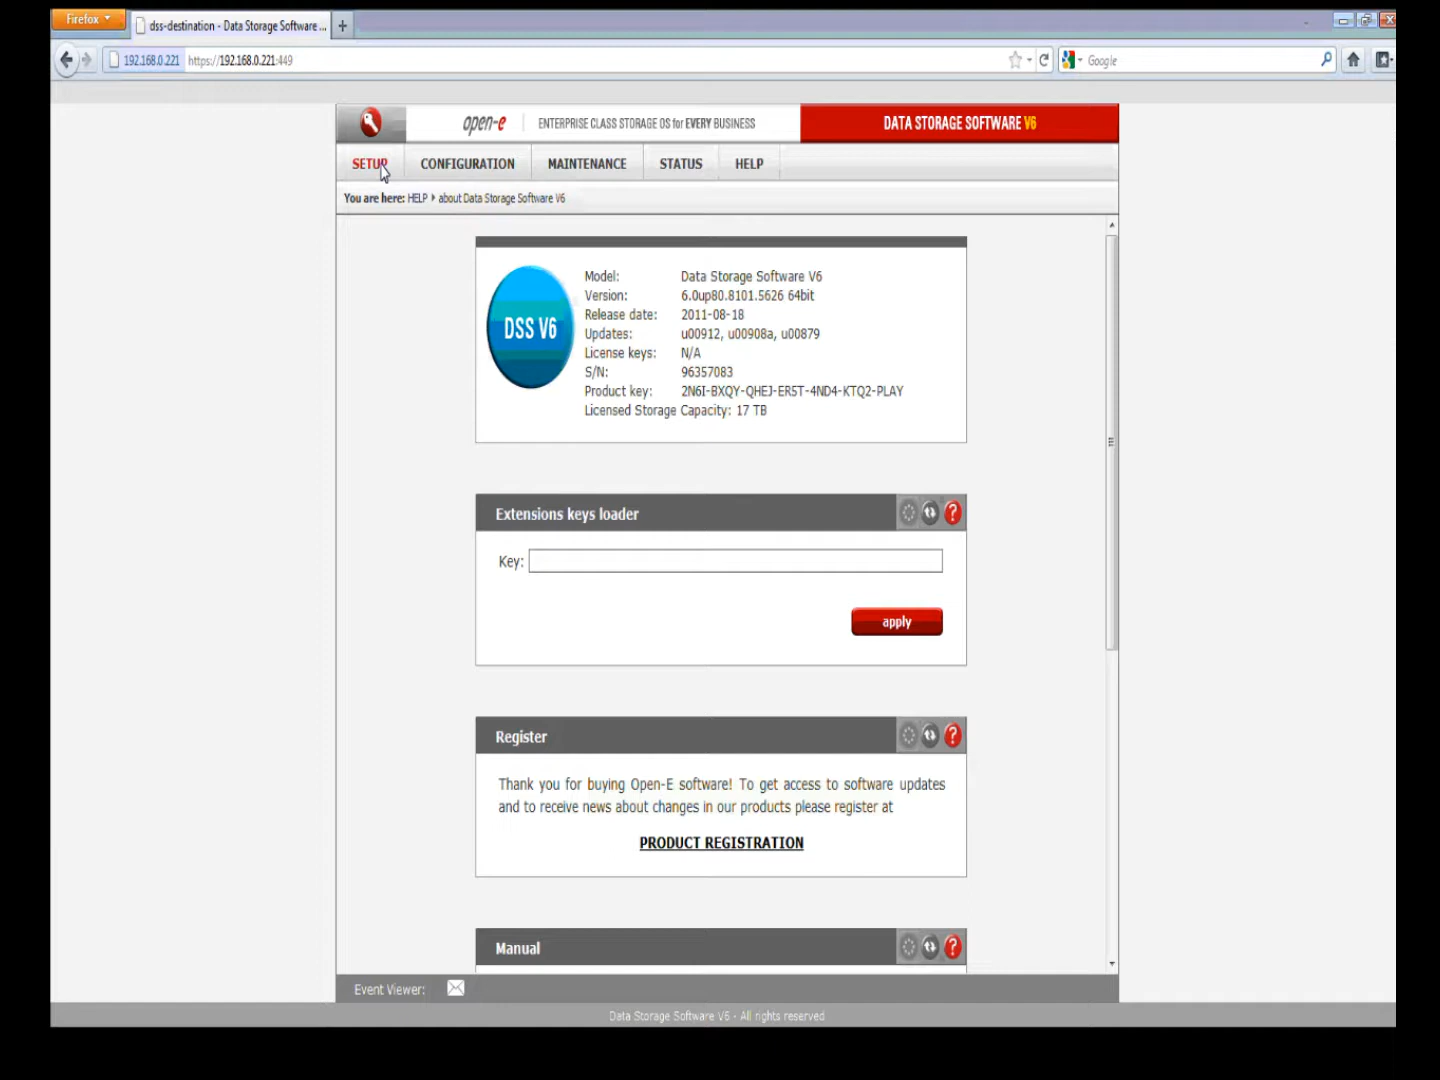 Firefox
dss-destination - Data Storage Software ...
192.168.0.221 https://192.168.0.221:449
Google
open-e ENTERPRISE CLASS STORAGE OS for EVERY BUSINESS
DATA STORAGE SOFTWARE V6
SETUP CONFIGURATION MAINTENANCE STATUS HELP
You are here: HELP about Data Storage Software V6
DSS V6
Model: Data Storage Software V6
Version: 6.0up80.8101.5626 64bit
Release date: 2011-08-18
Updates: u00912, u00908a, u00879
License keys: N/A
S/N: 96357083
Product key: 2N6I-BXQY-QHEJ-ER5T-4ND4-KTQ2-PLAY
Licensed Storage Capacity: 17 TB
Extensions keys loader
Key:
apply
Register
Thank you for buying Open-E software! To get access to software updates
and to receive news about changes in our products please register at
PRODUCT REGISTRATION
Manual
Event Viewer:
Data Storage Software V6 - All rights reserved